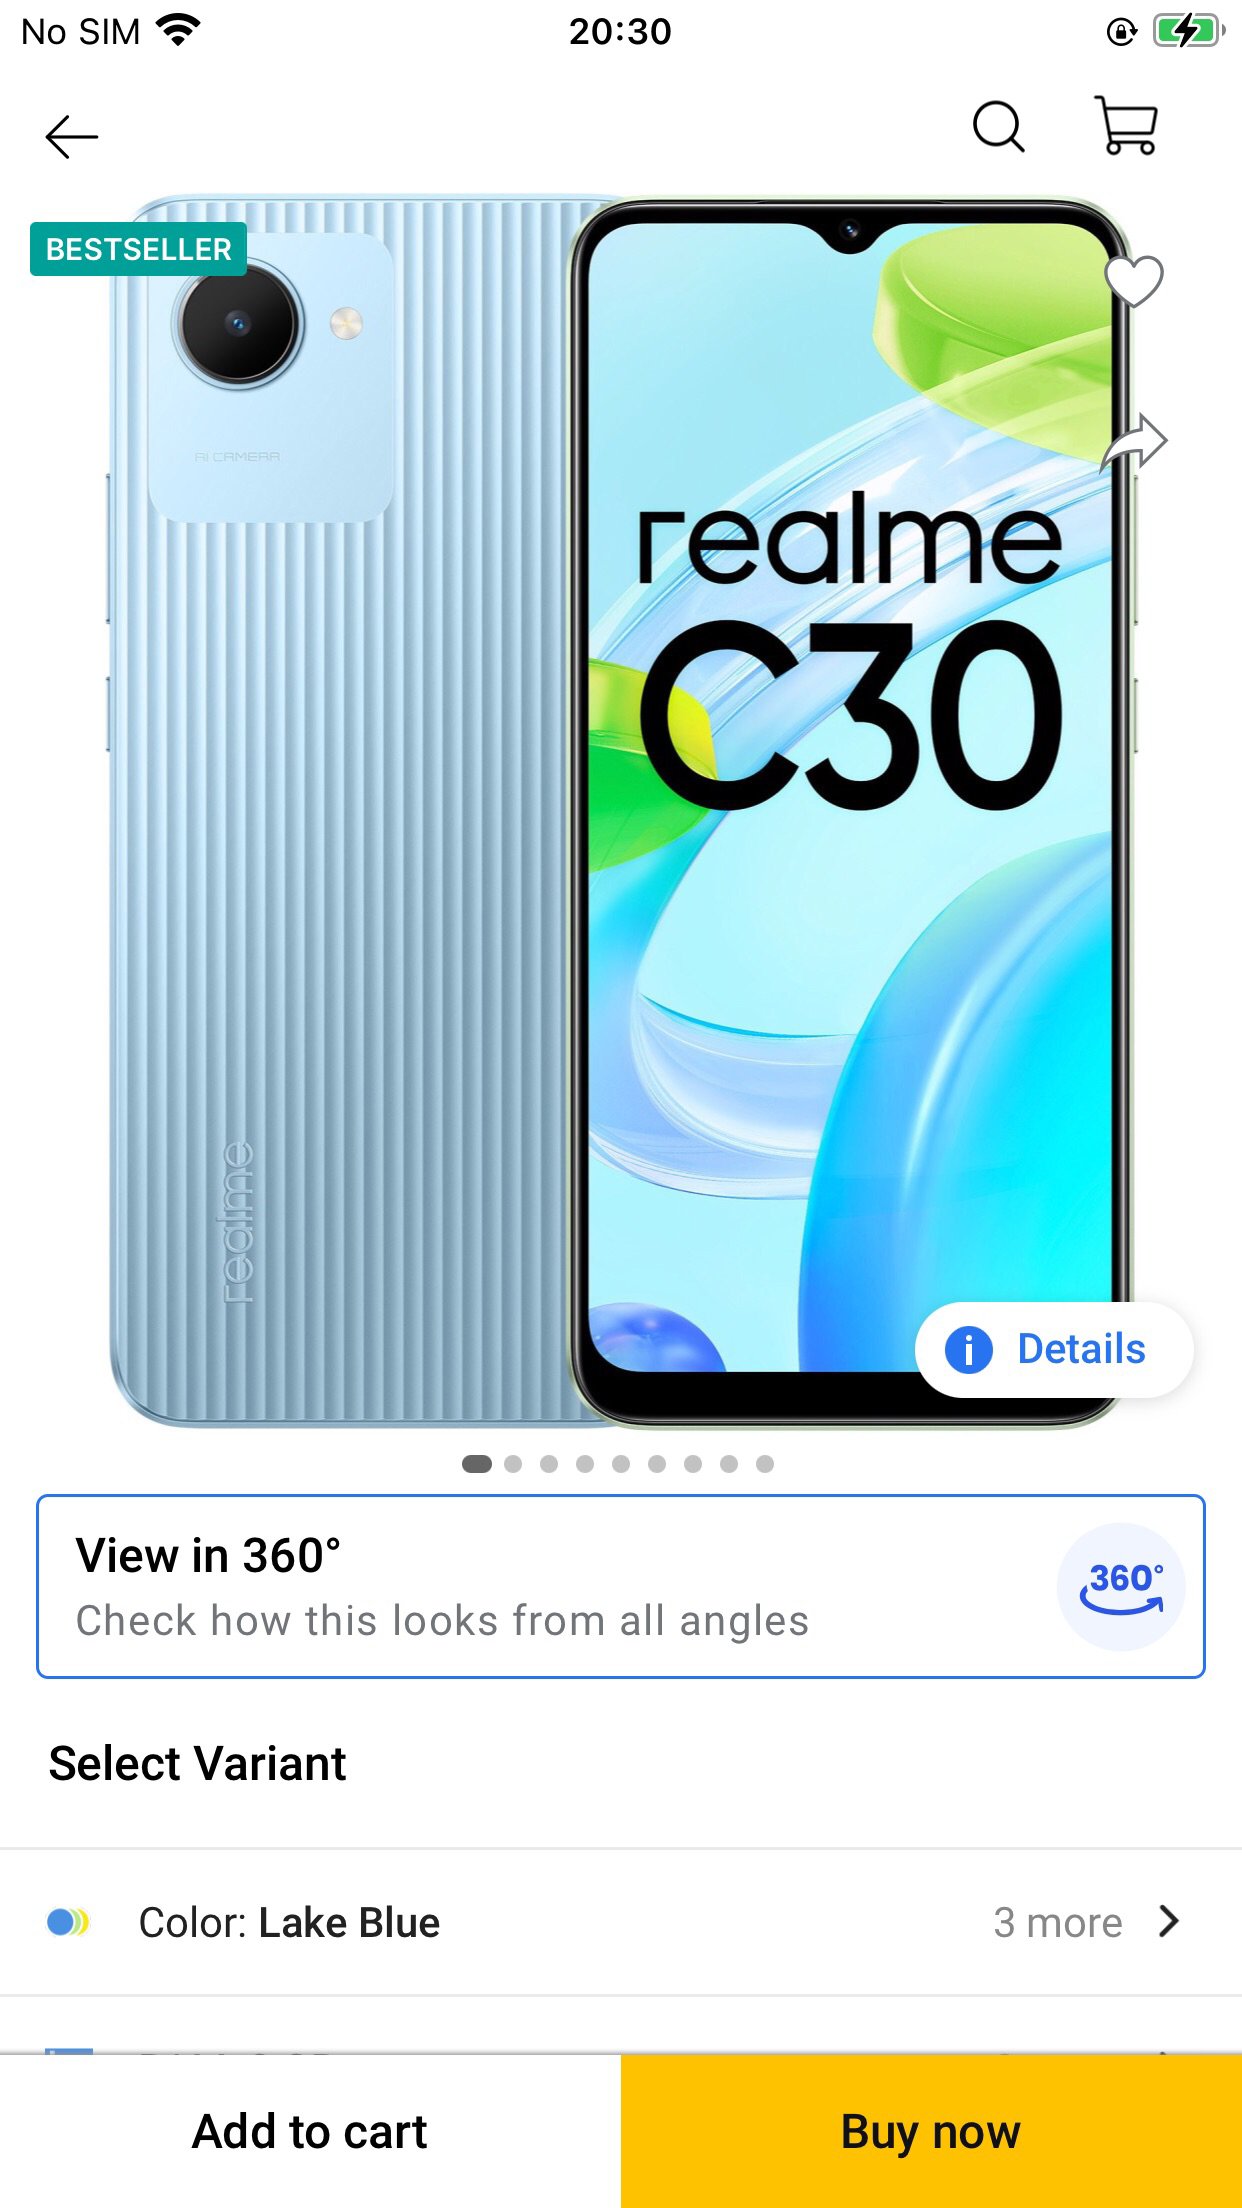 No SIM
20:30
BESTSELLER
AI CAMERA
realme
C30
realme
Details
View in 360°
Check how this looks from all angles
360°
Select Variant
Color: Lake Blue
3 more
Add to cart
Buy now